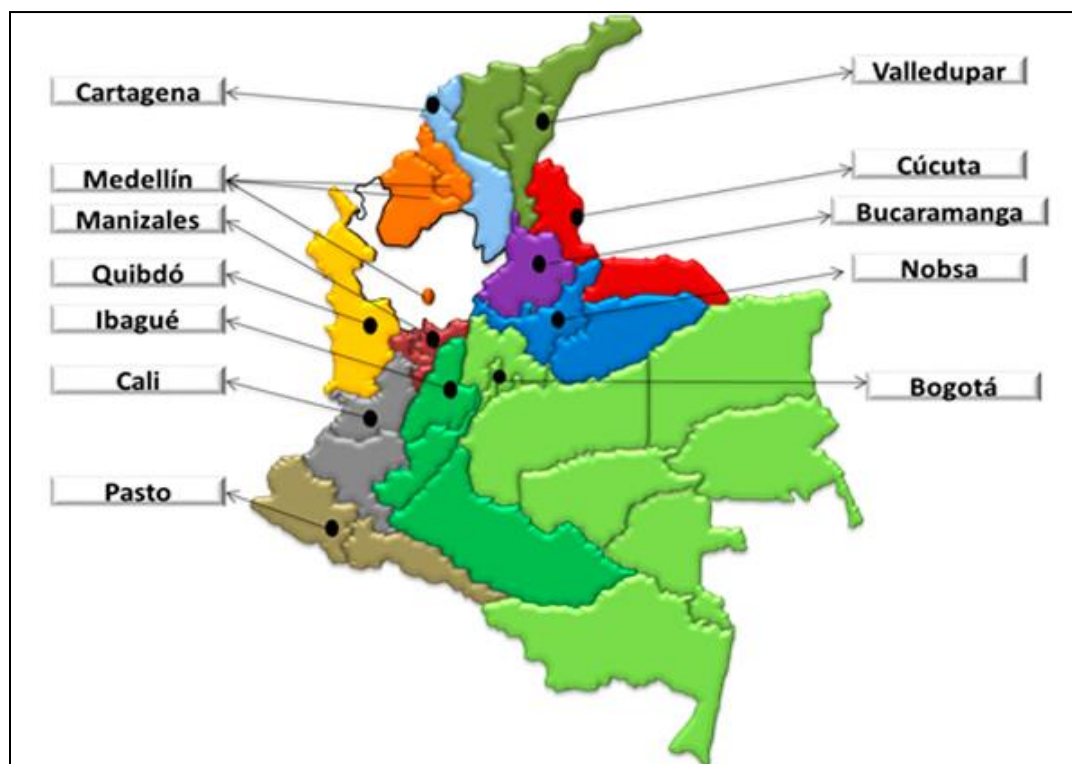 Cartagena
Medellín
Manizales
Quibdó
Ibagué
Cali
Pasto
Valledupar
Cúcuta
Bucaramanga
Nobsa
Bogotá